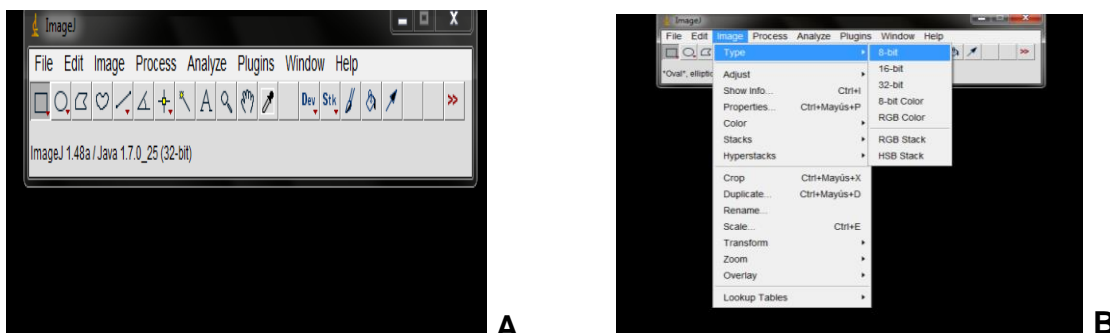 ImageJ
File Edit Image Process Analyze Plugins Window Help
Dev Stk
>>
ImageJ 1.48a / Java 1.7.0_25 (32-bit)
A
ImageJ
File Edit Image Process Analyze Plugins Window Help
>>
*Oval*, elliptic
Type
Adjust
Show Info... Ctrl+I
Properties... Ctrl+Mayús+P
Color
Stacks
Hyperstacks
Crop Ctrl+Mayús+X
Duplicate... Ctrl+Mayús+D
Rename...
Scale... Ctrl+E
Transform
Zoom
Overlay
Lookup Tables
8-bit
16-bit
32-bit
8-bit Color
RGB Color
RGB Stack
HSB Stack
B